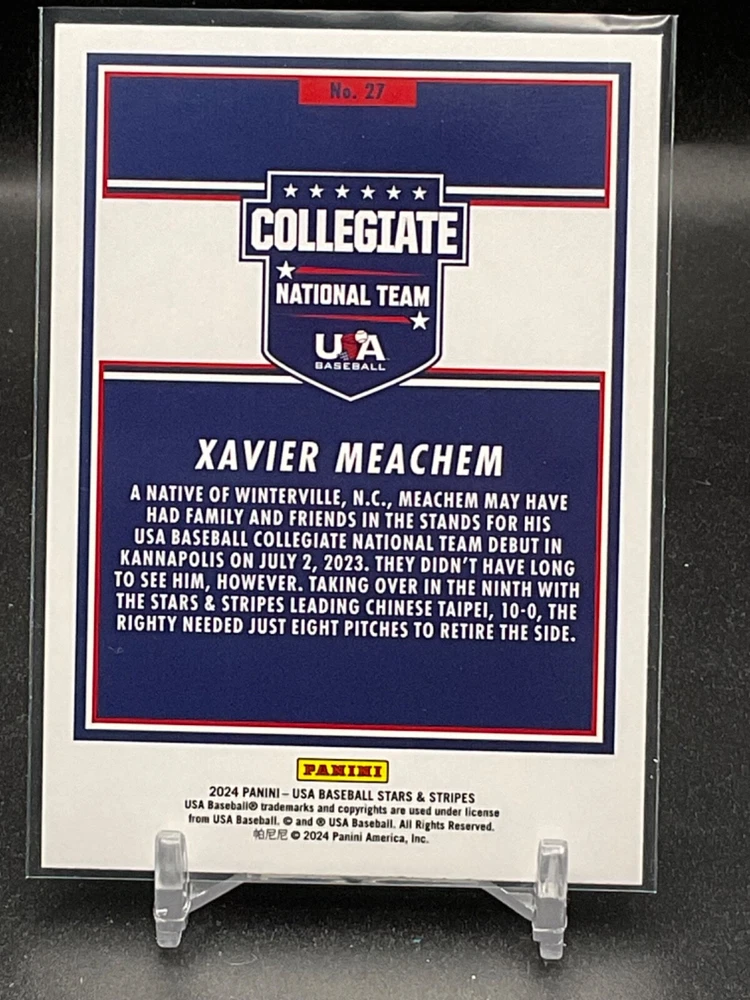 No. 27
COLLEGIATE
NATIONAL TEAM
USA
BASEBALL
XAVIER MEACHEM
A NATIVE OF WINTERVILLE, N.C., MEACHEM MAY HAVE
HAD FAMILY AND FRIENDS IN THE STANDS FOR HIS
USA BASEBALL COLLEGIATE NATIONAL TEAM DEBUT IN
KANNAPOLIS ON JULY 2, 2023. THEY DIDN'T HAVE LONG
TO SEE HIM, HOWEVER. TAKING OVER IN THE NINTH WITH
THE STARS & STRIPES LEADING CHINESE TAIPEI, 10-0, THE
RIGHTY NEEDED JUST EIGHT PITCHES TO RETIRE THE SIDE.
PANINI
2024 PANINI – USA BASEBALL STARS & STRIPES
USA Baseball® trademarks and copyrights are used under license
from USA Baseball. © and ® USA Baseball. All Rights Reserved.
帕尼尼 © 2024 Panini America, Inc.